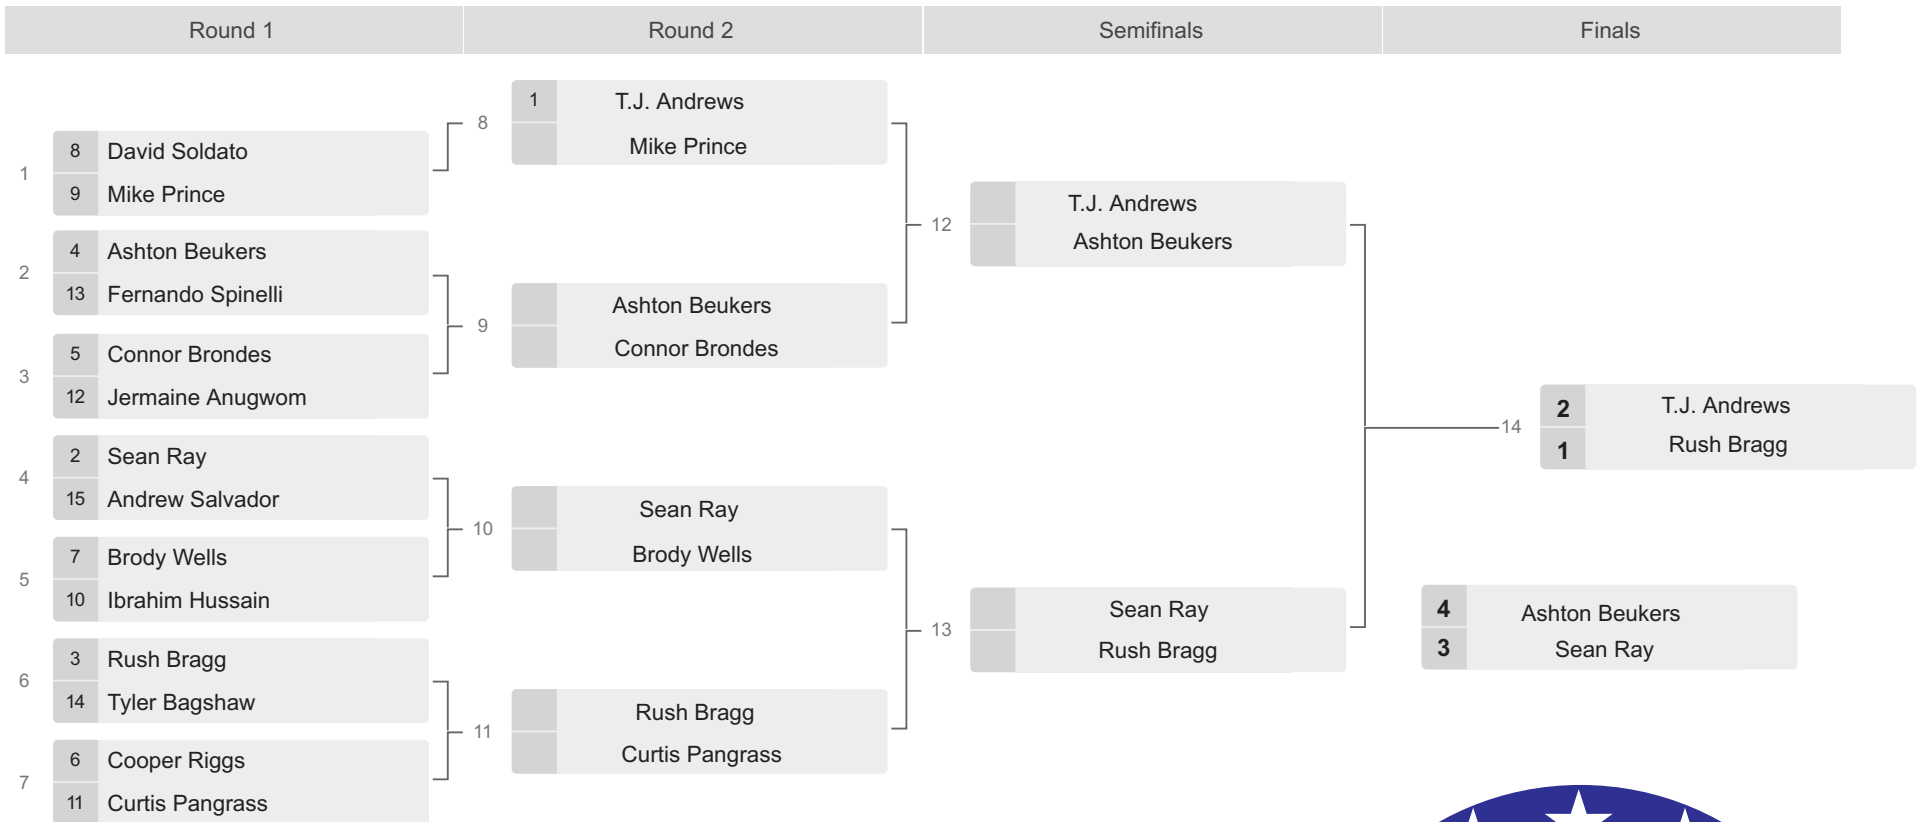 Round 1
Round 2
Semifinals
Finals
1
8 David Soldato
9 Mike Prince
2
4 Ashton Beukers
13 Fernando Spinelli
3
5 Connor Brondes
12 Jermaine Anugwom
4
2 Sean Ray
15 Andrew Salvador
5
7 Brody Wells
10 Ibrahim Hussain
6
3 Rush Bragg
14 Tyler Bagshaw
7
6 Cooper Riggs
11 Curtis Pangrass
8
1 T.J. Andrews
Mike Prince
9
Ashton Beukers
Connor Brondes
10
Sean Ray
Brody Wells
11
Rush Bragg
Curtis Pangrass
12
T.J. Andrews
Ashton Beukers
13
Sean Ray
Rush Bragg
14
2 T.J. Andrews
1 Rush Bragg
4 Ashton Beukers
3 Sean Ray